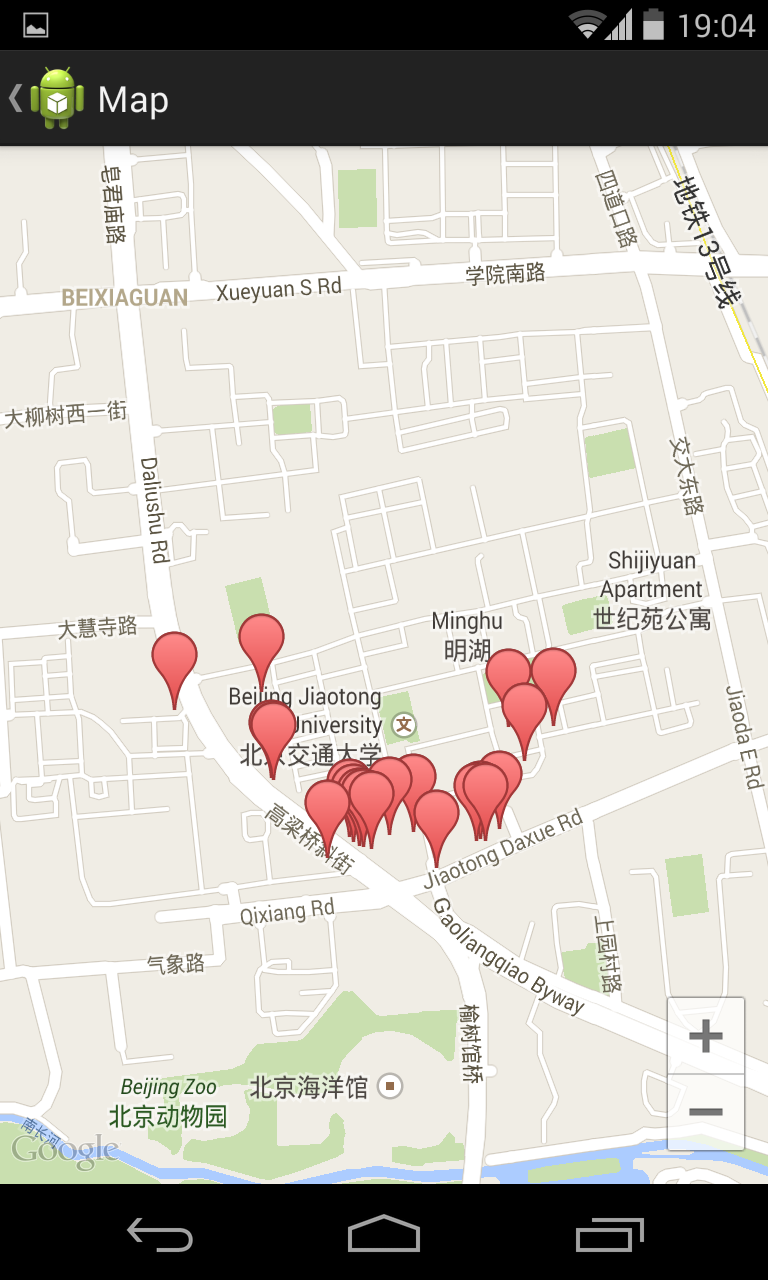 19:04
Map
皂君庙路
四道口路
地铁13号线
学院南路
Xueyuan S Rd
BEIXIAGUAN
大柳树西一街
Daliushu Rd
交大东路
Shijiyuan
Apartment
世纪苑公寓
Minghu
明湖
大慧寺路
Beijing Jiaotong
University
北京交通大学
Jiaoda E Rd
高梁桥斜街
Jiaotong Daxue Rd
Qixiang Rd
Gaoliangqiao Byway
上园村路
气象路
榆树馆桥
Beijing Zoo
北京动物园
北京海洋馆
南长河
Google